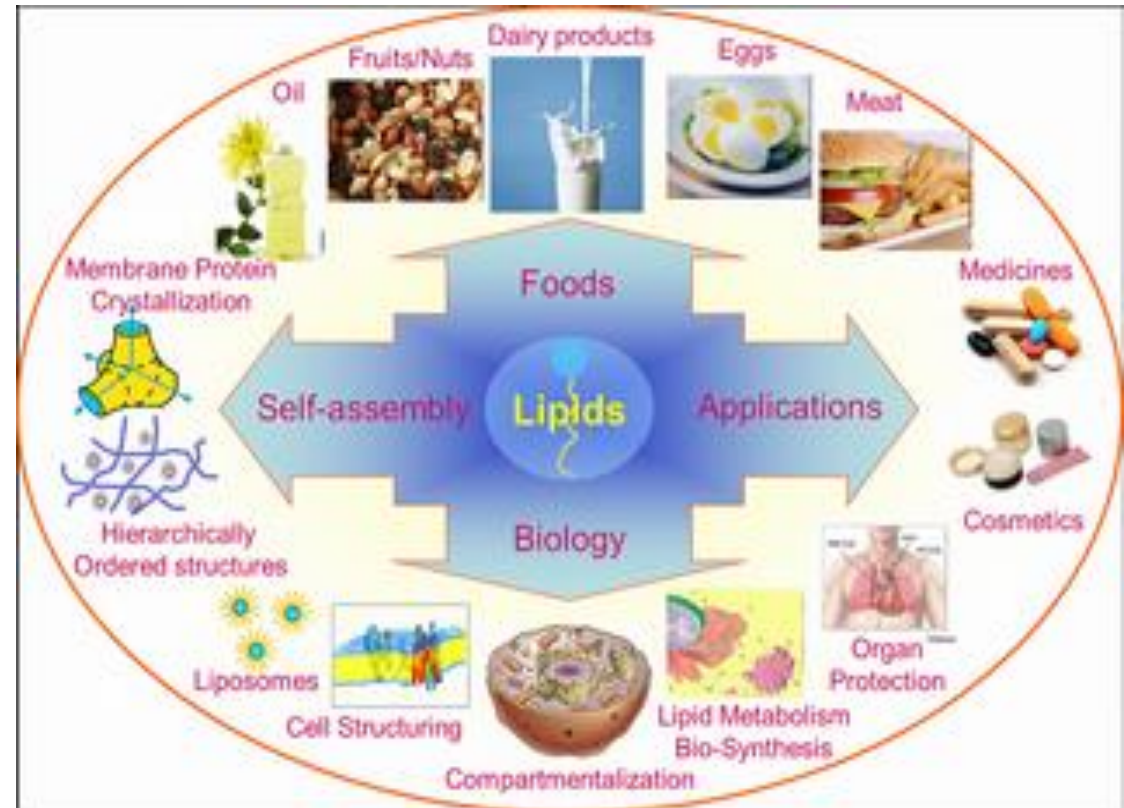 Dairy products
Eggs
Fruits/Nuts
Oil
Meat
Membrane Protein
Crystallization
Foods
Medicines
Self-assembly
Lipids
Applications
Hierarchically
Ordered structures
Biology
Cosmetics
Liposomes
Cell Structuring
Compartmentalization
Lipid Metabolism
Bio-Synthesis
Organ
Protection